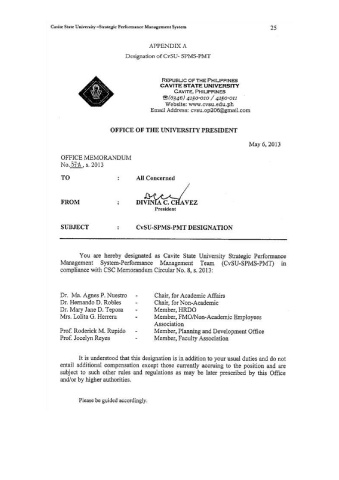 Cavite State University –Strategic Performance Management System 25
APPENDIX A
Designation of CvSU- SPMS-PMT
REPUBLIC OF THE PHILIPPINES
CAVITE STATE UNIVERSITY
CAVITE, PHILIPPINES
(046) 4150-010 / 4150-011
Website: www.cvsu.edu.ph
Email Address: cvsu.op206@gmail.com
OFFICE OF THE UNIVERSITY PRESIDENT
May 6, 2013
OFFICE MEMORANDUM
No. , s. 2013
TO : All Concerned
FROM : DIVINIA C. CHAVEZ
President
SUBJECT : CvSU-SPMS-PMT DESIGNATION
You are hereby designated as Cavite State University Strategic Performance
Management System-Performance Management Team (CvSU-SPMS-PMT) in
compliance with CSC Memorandum Circular No. 8, s. 2013:
Dr. Ma. Agnes P. Nuestro - Chair, for Academic Affairs
Dr. Hernando D. Robles - Chair, for Non-Academic
Dr. Mary Jane D. Tepora - Member, HRDO
Mrs. Lolita G. Herrera - Member, FMO/Non-Academic Employees
Association
Prof. Roderick M. Rupido - Member, Planning and Development Office
Prof. Jocelyn Reyes - Member, Faculty Association
It is understood that this designation is in addition to your usual duties and do not
entail additional compensation except those currently accruing to the position and are
subject to such other rules and regulations as may be later prescribed by this Office
and/or by higher authorities.
Please be guided accordingly.